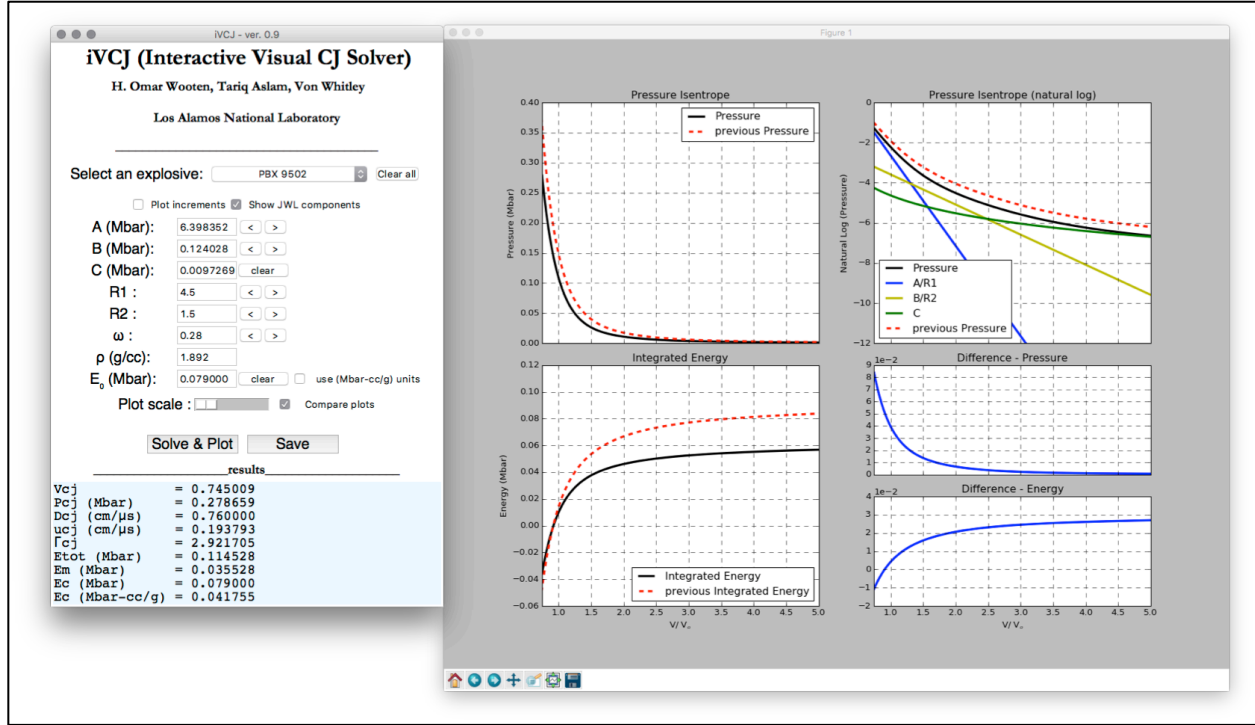 iVCJ - ver. 0.9
iVCJ (Interactive Visual CJ Solver)
H. Omar Wooten, Tariq Aslam, Von Whitley
Los Alamos National Laboratory
Select an explosive: PBX 9502 Clear all
Plot increments Show JWL components
A (Mbar): 6.398352 < >
B (Mbar): 0.124028 < >
C (Mbar): 0.0097269 clear
R1 : 4.5 < >
R2 : 1.5 < >
ω : 0.28 < >
ρ (g/cc): 1.892
E₀ (Mbar): 0.079000 clear use (Mbar-cc/g) units
Plot scale : Compare plots
Solve & Plot Save
results
Vcj = 0.745009
Pcj (Mbar) = 0.278659
Dcj (cm/μs) = 0.760000
ucj (cm/μs) = 0.193793
Γcj = 2.921705
Etot (Mbar) = 0.114528
Em (Mbar) = 0.035528
Ec (Mbar) = 0.079000
Ec (Mbar-cc/g) = 0.041755
Figure 1
Pressure Isentrope
0.40
0.35
0.30
0.25
0.20
0.15
0.10
0.05
0.00
Pressure (Mbar)
Pressure
previous Pressure
Pressure Isentrope (natural log)
0
−2
−4
−6
−8
−10
−12
Natural Log (Pressure)
Pressure
A/R1
B/R2
C
previous Pressure
Integrated Energy
0.12
0.10
0.08
0.06
0.04
0.02
0.00
−0.02
−0.04
−0.06
Energy (Mbar)
Integrated Energy
previous Integrated Energy
1.0 1.5 2.0 2.5 3.0 3.5 4.0 4.5 5.0
V/V₀
Difference - Pressure
1e−2
9
8
7
6
5
4
3
2
1
0
Difference - Energy
1e−2
4
3
2
1
0
−1
−2
1.0 1.5 2.0 2.5 3.0 3.5 4.0 4.5 5.0
V/V₀